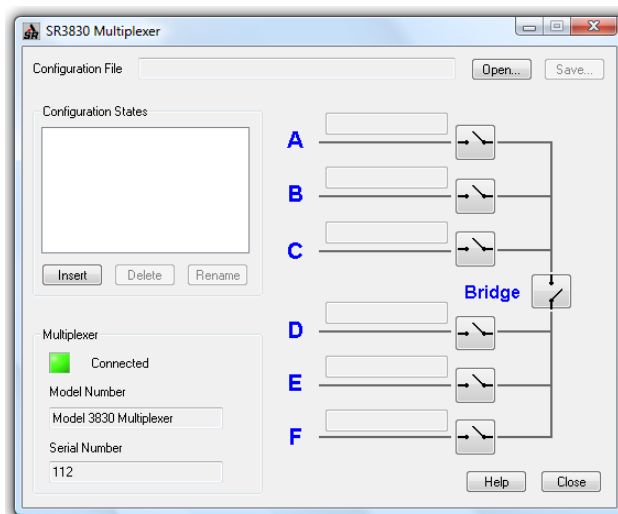 SR3830 Multiplexer
Configuration File
Open...
Save...
Configuration States
Insert
Delete
Rename
A
B
C
Bridge
D
E
F
Multiplexer
Connected
Model Number
Model 3830 Multiplexer
Serial Number
112
Help
Close
SR